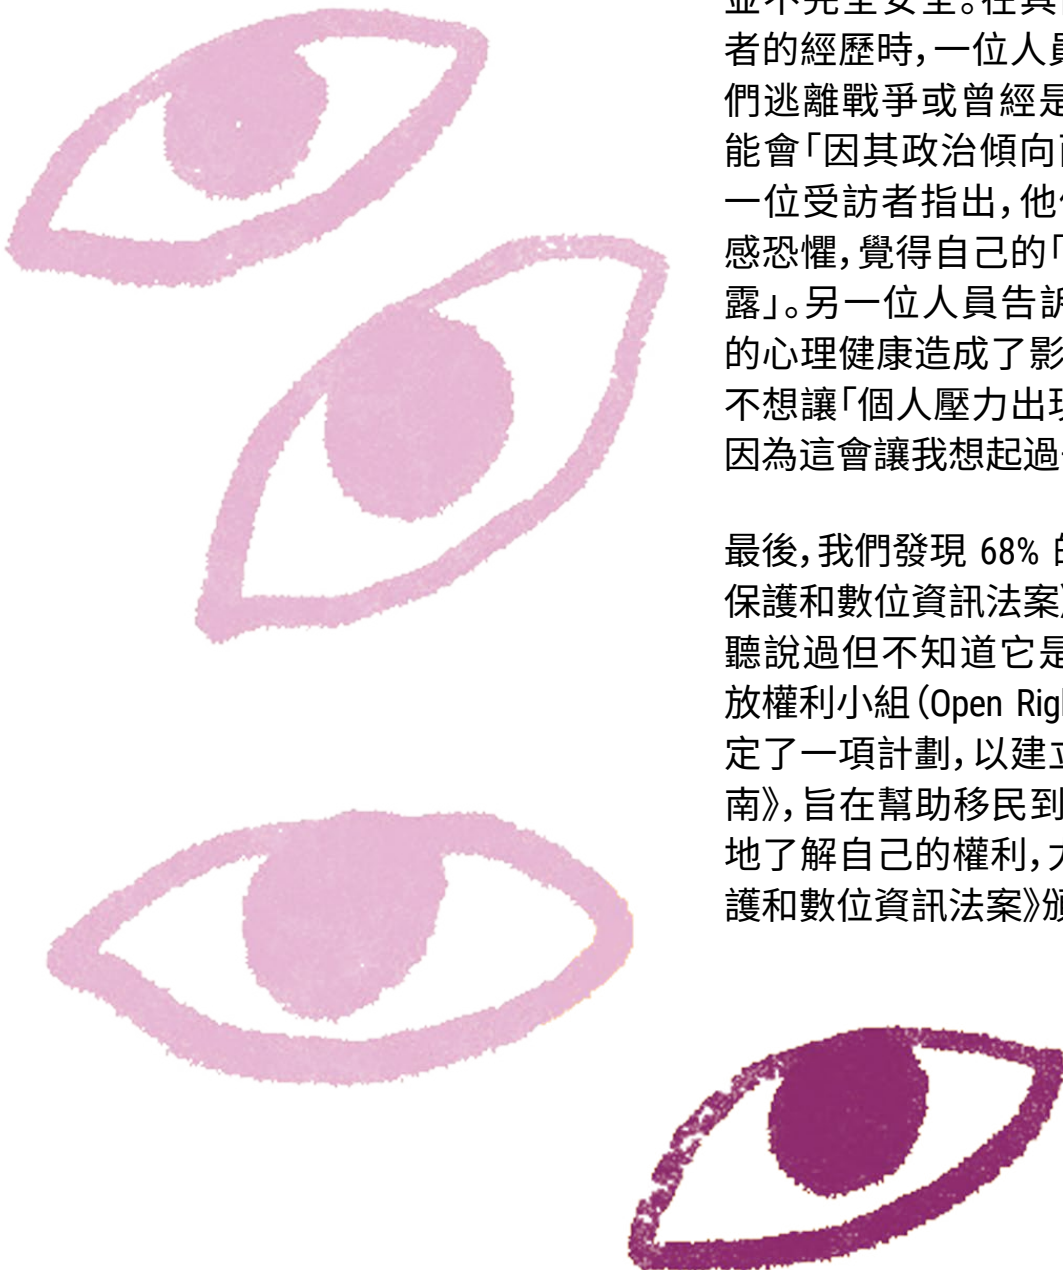 並不完全安全。在其
者的經歷時，一位人員
們逃離戰爭或曾經是
能會「因其政治傾向
一位受訪者指出，他
感恐懼，覺得自己的「
露」。另一位人員告訴
的心理健康造成了影
不想讓「個人壓力出現
因為這會讓我想起過
最後，我們發現 68% 的
保護和數位資訊法案》
聽說過但不知道它是
放權利小組（Open Rig
定了一項計劃，以建立
南》，旨在幫助移民到
地了解自己的權利，
護和數位資訊法案》頒